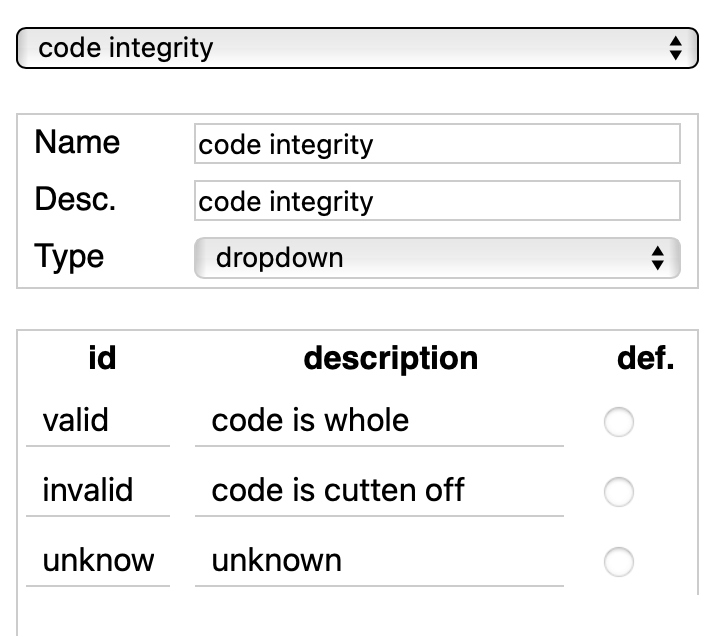 code integrity
Name code integrity
Desc. code integrity
Type dropdown
id description def.
valid code is whole
invalid code is cutten off
unknow unknown